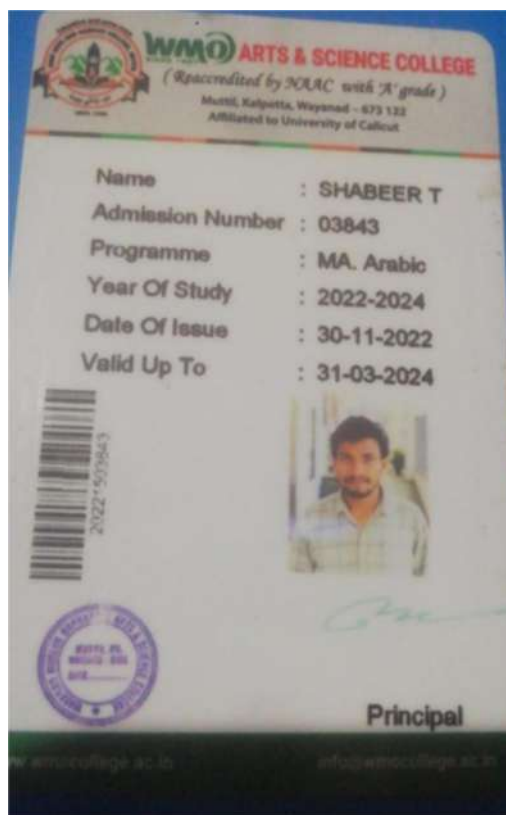 WMO ARTS & SCIENCE COLLEGE
( Reaccredited by NAAC with 'A' grade )
Muttil, Kalpetta, Wayanad - 673 122
Affiliated to University of Calicut
Name : SHABEER T
Admission Number : 03843
Programme : MA. Arabic
Year Of Study : 2022-2024
Date Of Issue : 30-11-2022
Valid Up To : 31-03-2024
20221503843
Principal
www.wmocollege.ac.in info@wmocollege.ac.in